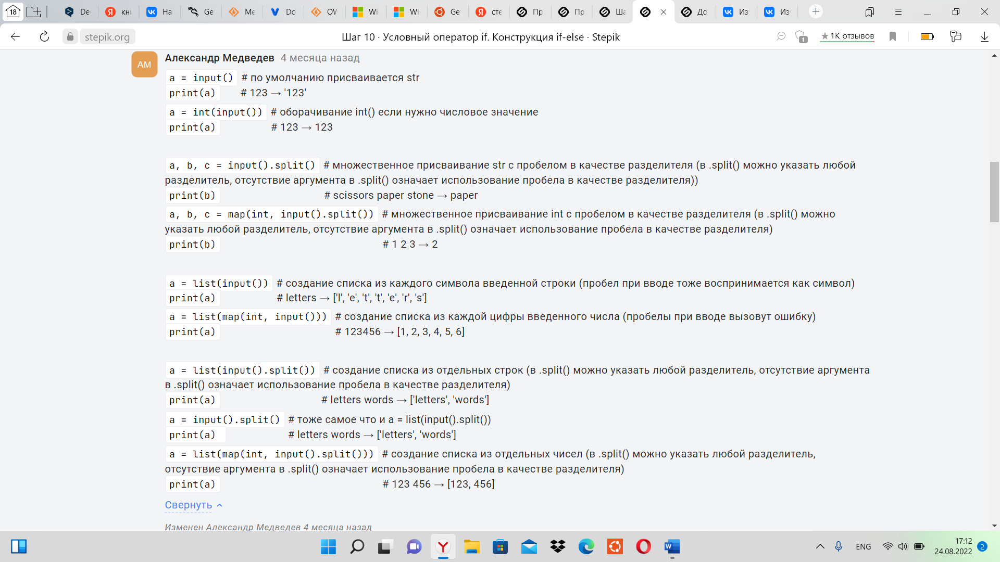 18 De Я кни На Ge Me Do OW Wi Wi Ge Я сте Пр Пр Ша До Из Из
stepik.org Шаг 10 · Условный оператор if. Конструкция if-else · Stepik 1 ★ 1K отзывов
АМ Александр Медведев 4 месяца назад
a = input() # по умолчанию присваивается str
print(a) # 123 → '123'
a = int(input()) # оборачивание int() если нужно числовое значение
print(a) # 123 → 123
a, b, c = input().split() # множественное присваивание str с пробелом в качестве разделителя (в .split() можно указать любой
разделитель, отсутствие аргумента в .split() означает использование пробела в качестве разделителя))
print(b) # scissors paper stone → paper
a, b, c = map(int, input().split()) # множественное присваивание int с пробелом в качестве разделителя (в .split() можно
указать любой разделитель, отсутствие аргумента в .split() означает использование пробела в качестве разделителя)
print(b) # 1 2 3 → 2
a = list(input()) # создание списка из каждого символа введенной строки (пробел при вводе тоже воспринимается как символ)
print(a) # letters → ['l', 'e', 't', 't', 'e', 'r', 's']
a = list(map(int, input())) # создание списка из каждой цифры введенного числа (пробелы при вводе вызовут ошибку)
print(a) # 123456 → [1, 2, 3, 4, 5, 6]
a = list(input().split()) # создание списка из отдельных строк (в .split() можно указать любой разделитель, отсутствие аргумента
в .split() означает использование пробела в качестве разделителя)
print(a) # letters words → ['letters', 'words']
a = input().split() # тоже самое что и a = list(input().split())
print(a) # letters words → ['letters', 'words']
a = list(map(int, input().split())) # создание списка из отдельных чисел (в .split() можно указать любой разделитель,
отсутствие аргумента в .split() означает использование пробела в качестве разделителя)
print(a) # 123 456 → [123, 456]
Свернуть
Изменен Александр Медведев 4 месяца назад
ENG 17:12
24.08.2022 2